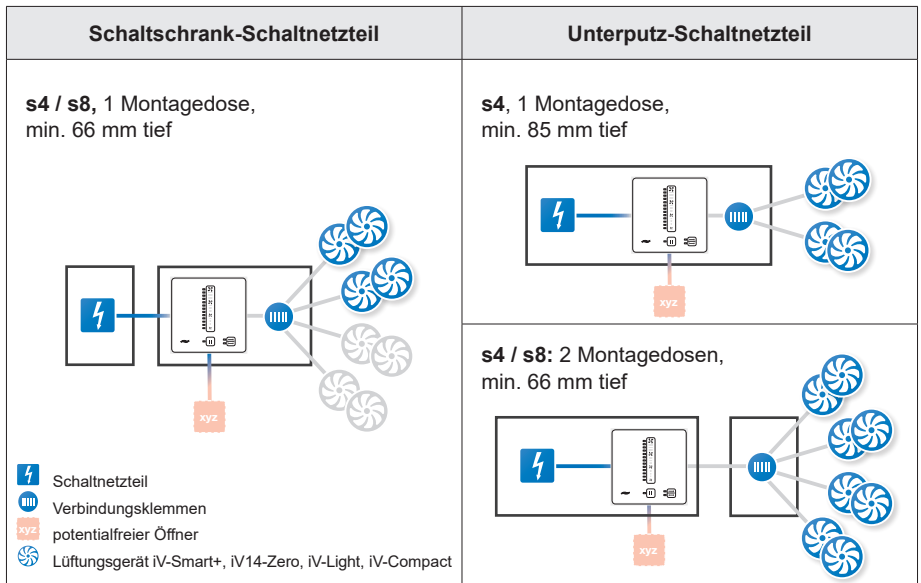 Schaltschrank-Schaltnetzteil
Unterputz-Schaltnetzteil
s4 / s8, 1 Montagedose,
min. 66 mm tief
xyz
Schaltnetzteil
Verbindungsklemmen
xyz potentialfreier Öffner
Lüftungsgerät iV-Smart+, iV14-Zero, iV-Light, iV-Compact
s4, 1 Montagedose,
min. 85 mm tief
xyz
s4 / s8: 2 Montagedosen,
min. 66 mm tief
xyz